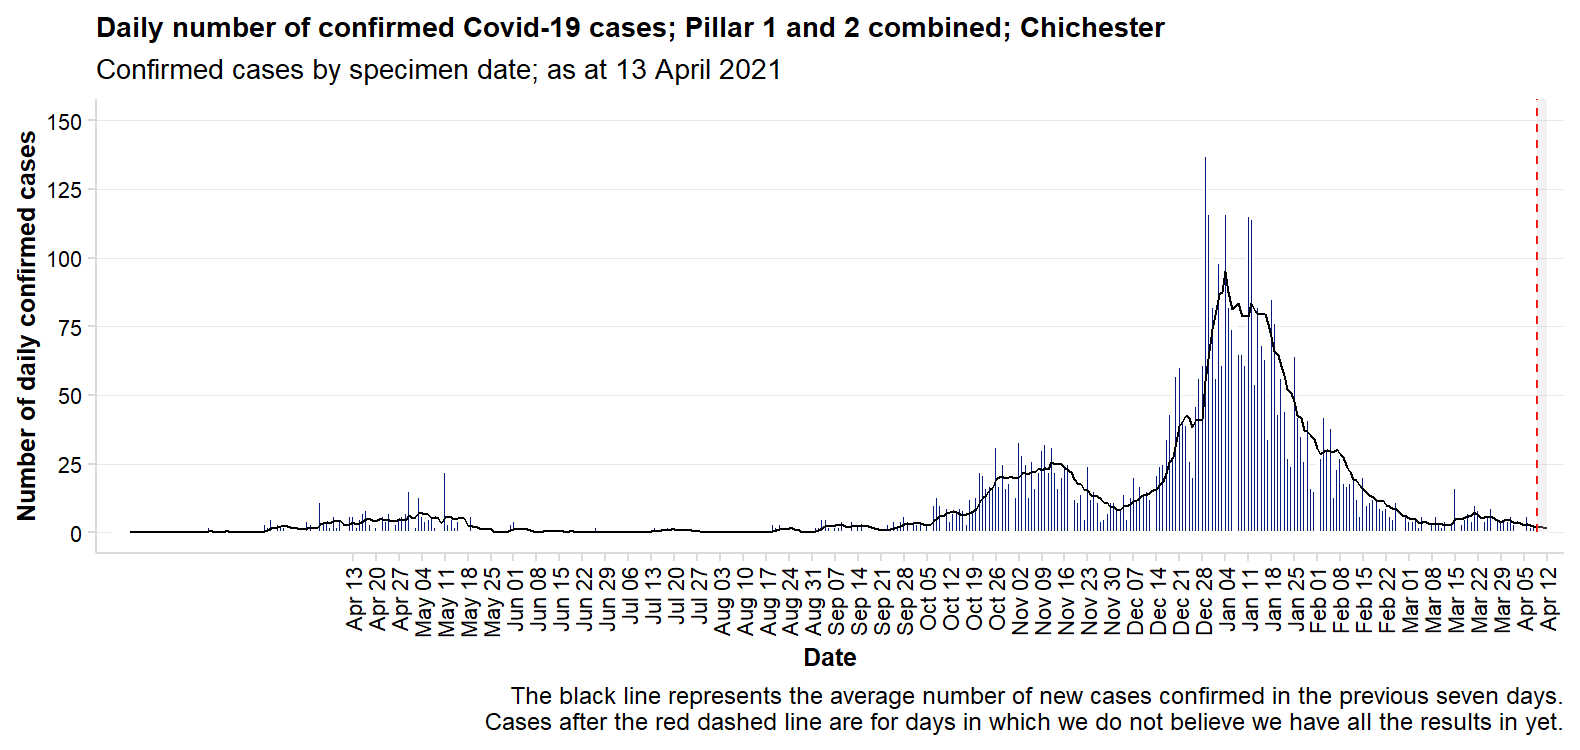 Daily number of confirmed Covid-19 cases; Pillar 1 and 2 combined; Chichester
Confirmed cases by specimen date; as at 13 April 2021
Number of daily confirmed cases
150
125
100
75
50
25
0
Apr 13
Apr 20
Apr 27
May 04
May 11
May 18
May 25
Jun 01
Jun 08
Jun 15
Jun 22
Jun 29
Jul 06
Jul 13
Jul 20
Jul 27
Aug 03
Aug 10
Aug 17
Aug 24
Aug 31
Sep 07
Sep 14
Sep 21
Sep 28
Oct 05
Oct 12
Oct 19
Oct 26
Nov 02
Nov 09
Nov 16
Nov 23
Nov 30
Dec 07
Dec 14
Dec 21
Dec 28
Jan 04
Jan 11
Jan 18
Jan 25
Feb 01
Feb 08
Feb 15
Feb 22
Mar 01
Mar 08
Mar 15
Mar 22
Mar 29
Apr 05
Apr 12
Date
The black line represents the average number of new cases confirmed in the previous seven days.
Cases after the red dashed line are for days in which we do not believe we have all the results in yet.